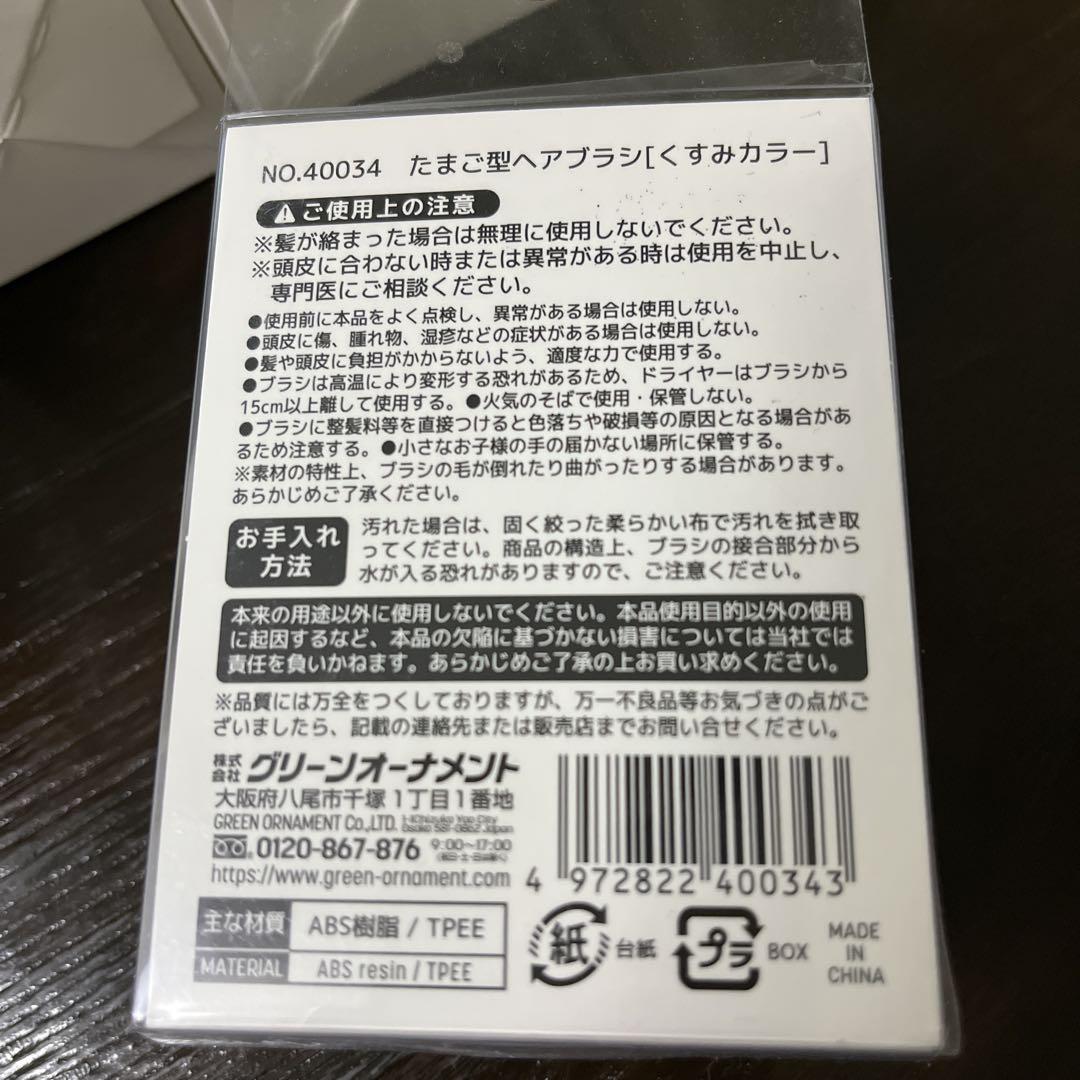 NO.40034 たまご型ヘアブラシ[くすみカラー]
ご使用上の注意
※髪が絡まった場合は無理に使用しないでください。
※頭皮に合わない時または異常がある時は使用を中止し、
専門医にご相談ください。
●使用前に本品をよく点検し、異常がある場合は使用しない。
●頭皮に傷、腫れ物、湿疹などの症状がある場合は使用しない。
●髪や頭皮に負担がかからないよう、適度な力で使用する。
●ブラシは高温により変形する恐れがあるため、ドライヤーはブラシから
15cm以上離して使用する。●火気のそばで使用・保管しない。
●ブラシに整髪料等を直接つけると色落ちや破損等の原因となる場合があ
るため注意する。●小さなお子様の手の届かない場所に保管する。
※素材の特性上、ブラシの毛が倒れたり曲がったりする場合があります。
あらかじめご了承ください。
お手入れ
方法
汚れた場合は、固く絞った柔らかい布で汚れを拭き取
ってください。商品の構造上、ブラシの接合部分から
水が入る恐れがありますので、ご注意ください。
本来の用途以外に使用しないでください。本品使用目的以外の使用
に起因するなど、本品の欠陥に基づかない損害については当社では
責任を負いかねます。あらかじめご了承の上お買い求めください。
※品質には万全をつくしておりますが、万一不良品等お気づきの点がご
ざいましたら、記載の連絡先または販売店までお問い合せください。
株式会社 グリーンオーナメント
大阪府八尾市千塚1丁目1番地
GREEN ORNAMENT Co.,LTD. 1-1Chizuka Yao City Osaka 581-0862 Japan
0120-867-876 9:00~17:00 (祝日・土・日は除く)
https://www.green-ornament.com
4 972822 400343
主な材質 ABS樹脂 / TPEE
MATERIAL ABS resin / TPEE
紙 台紙
プラ BOX
MADE
IN
CHINA